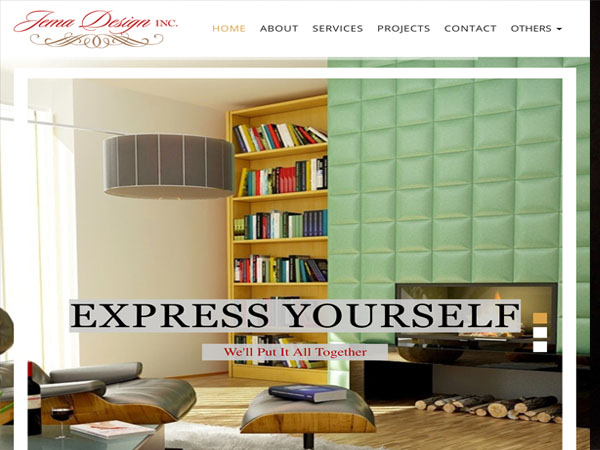 Jema Design INC.
HOME ABOUT SERVICES PROJECTS CONTACT OTHERS
EXPRESS YOURSELF
We'll Put It All Together